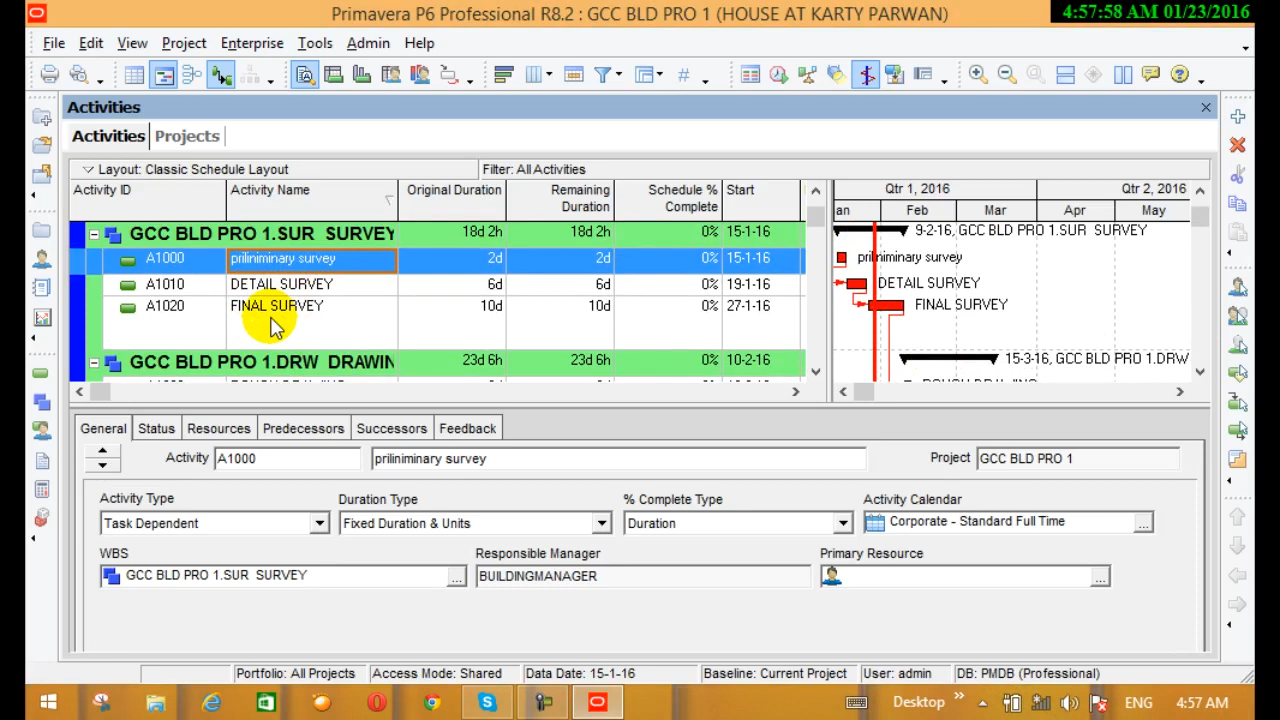 Primavera P6 Professional R8.2 : GCC BLD PRO 1 (HOUSE AT KARTY PARWAN)
4:57:58 AM 01/23/2016
File Edit View Project Enterprise Tools Admin Help
Activities
Activities Projects
Layout: Classic Schedule Layout Filter: All Activities
Activity ID Activity Name Original Duration Remaining Duration Schedule % Complete Start
Qtr 1, 2016 Qtr 2, 2016
an Feb Mar Apr May
GCC BLD PRO 1.SUR SURVEY 18d 2h 18d 2h 0% 15-1-16 9-2-16, GCC BLD PRO 1.SUR SURVEY
A1000 priliniminary survey 2d 2d 0% 15-1-16 priliniminary survey
A1010 DETAIL SURVEY 6d 6d 0% 19-1-16 DETAIL SURVEY
A1020 FINAL SURVEY 10d 10d 0% 27-1-16 FINAL SURVEY
GCC BLD PRO 1.DRW DRAWIN 23d 6h 23d 6h 0% 10-2-16 15-3-16, GCC BLD PRO 1.DRW
General Status Resources Predecessors Successors Feedback
Activity A1000 priliniminary survey Project GCC BLD PRO 1
Activity Type Duration Type % Complete Type Activity Calendar
Task Dependent Fixed Duration & Units Duration Corporate - Standard Full Time ...
WBS Responsible Manager Primary Resource
GCC BLD PRO 1.SUR SURVEY ... BUILDINGMANAGER ...
Portfolio: All Projects Access Mode: Shared Data Date: 15-1-16 Baseline: Current Project User: admin DB: PMDB (Professional)
Desktop » ENG 4:57 AM